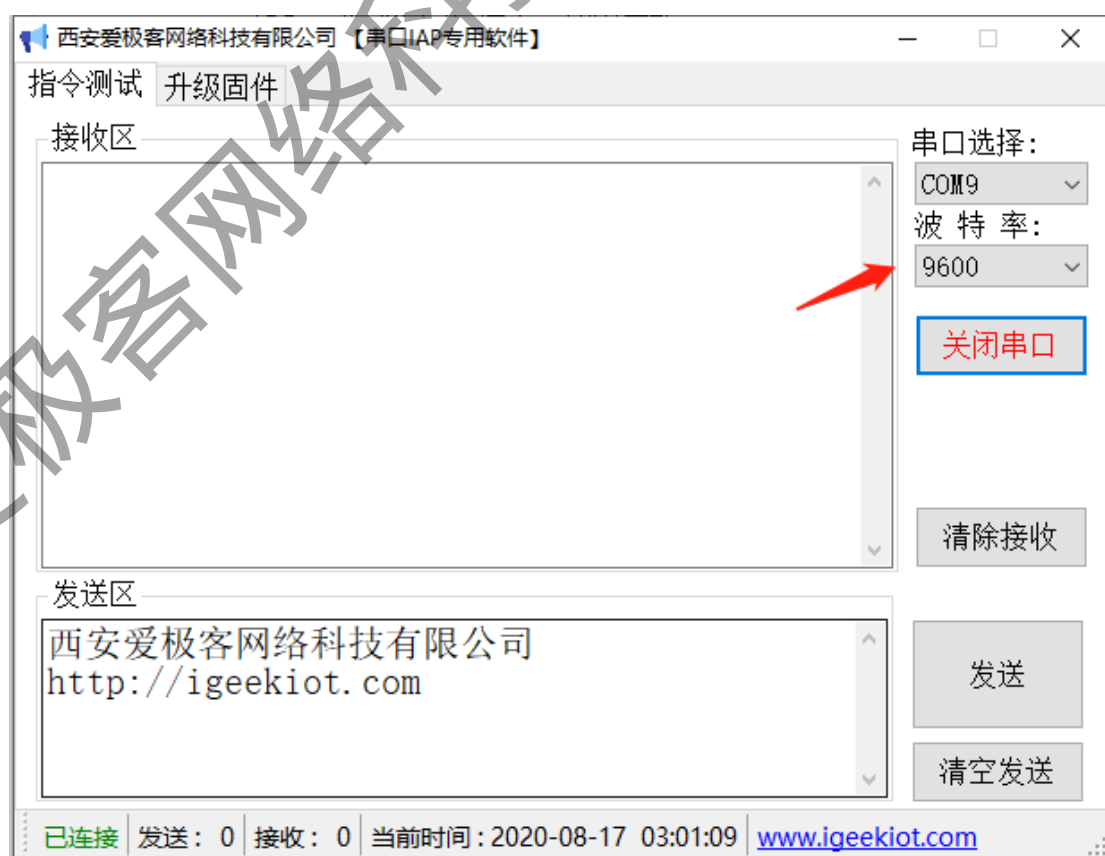 西安爱极客网络科技有限公司 【串口IAP专用软件】
指令测试 升级固件
接收区
串口选择:
COM9
波 特 率:
9600
关闭串口
清除接收
发送区
西安爱极客网络科技有限公司
http://igeekiot.com
发送
清空发送
已连接 发送: 0 接收: 0 当前时间:2020-08-17 03:01:09 www.igeekiot.com
极客网络科